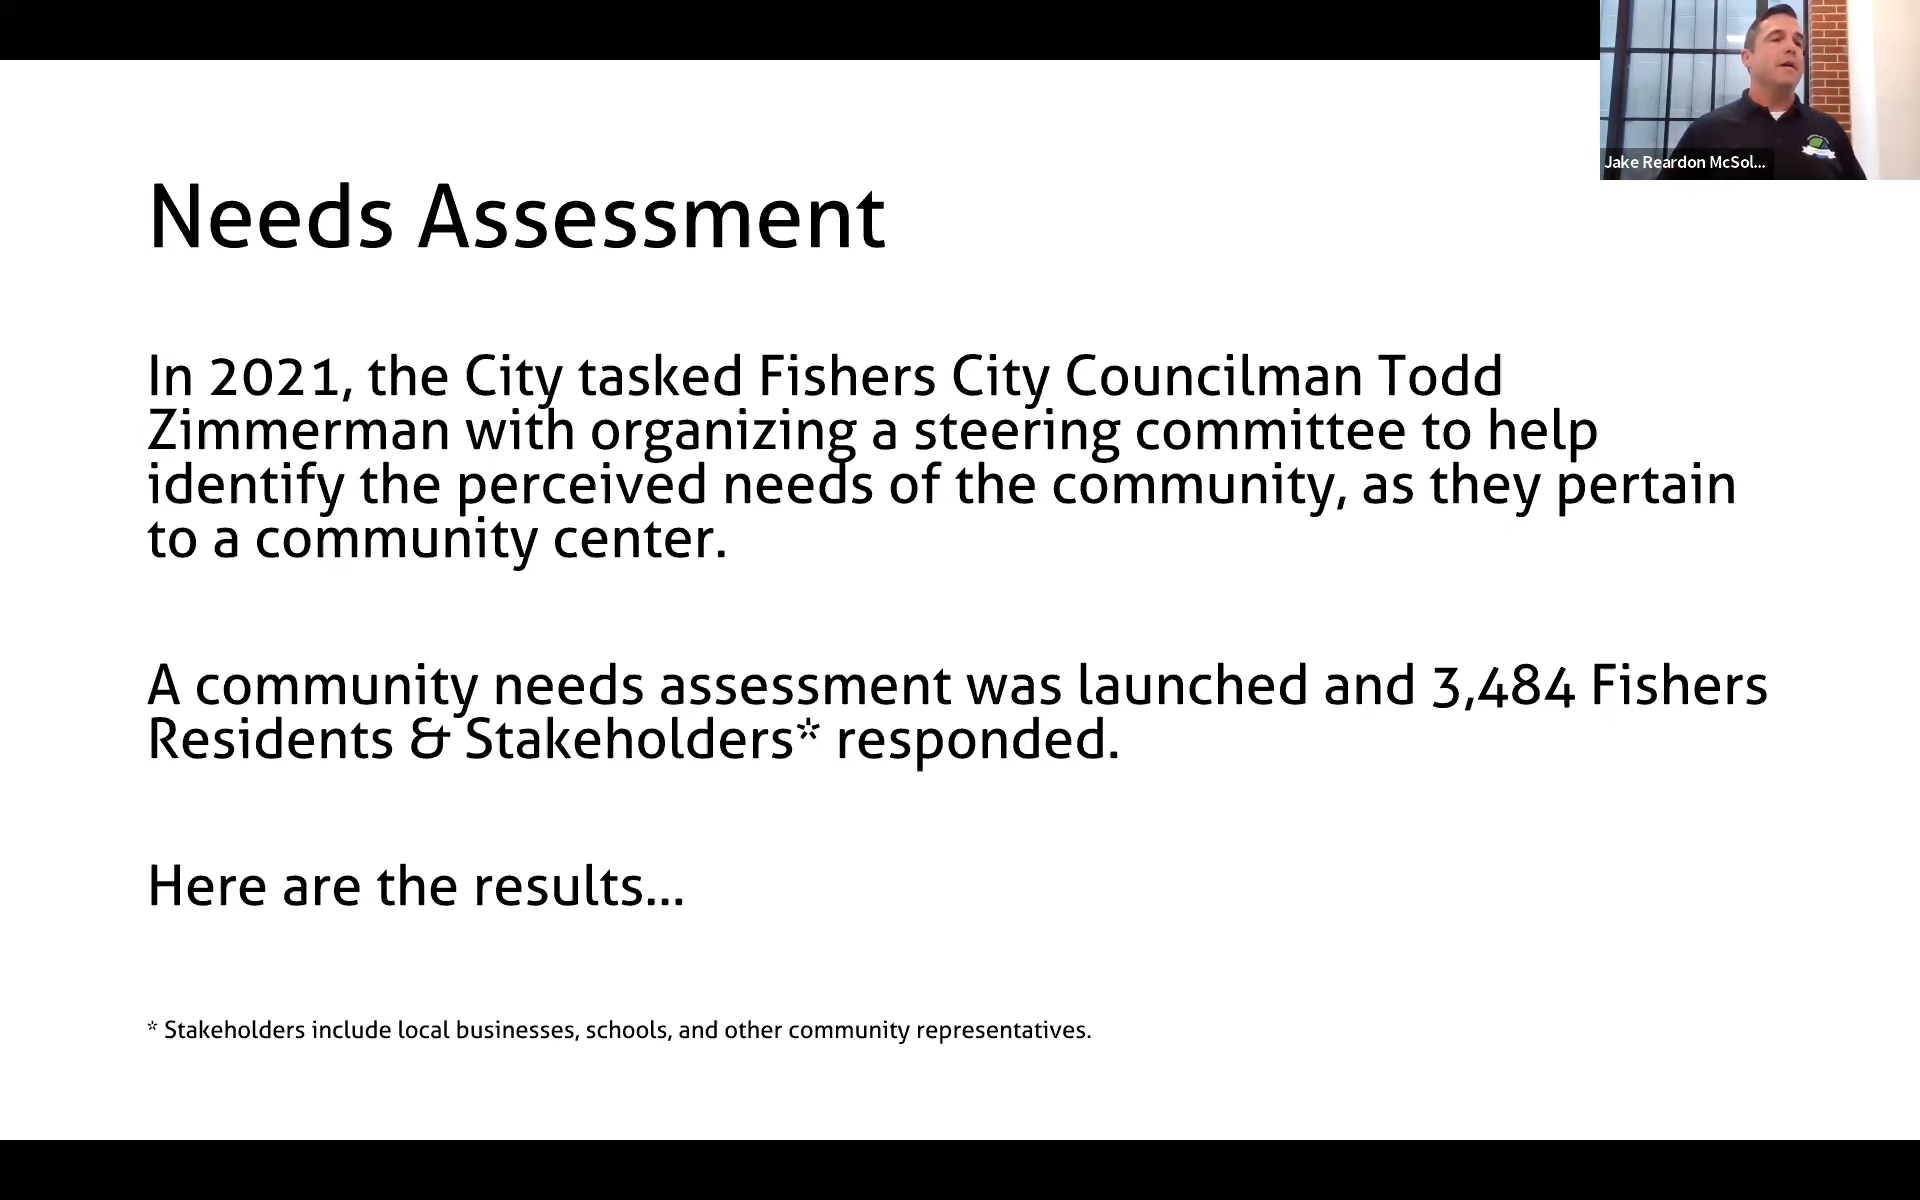 Jake Reardon McSol...
Needs Assessment
In 2021, the City tasked Fishers City Councilman Todd
Zimmerman with organizing a steering committee to help
identify the perceived needs of the community, as they pertain
to a community center.
A community needs assessment was launched and 3,484 Fishers
Residents & Stakeholders* responded.
Here are the results...
* Stakeholders include local businesses, schools, and other community representatives.